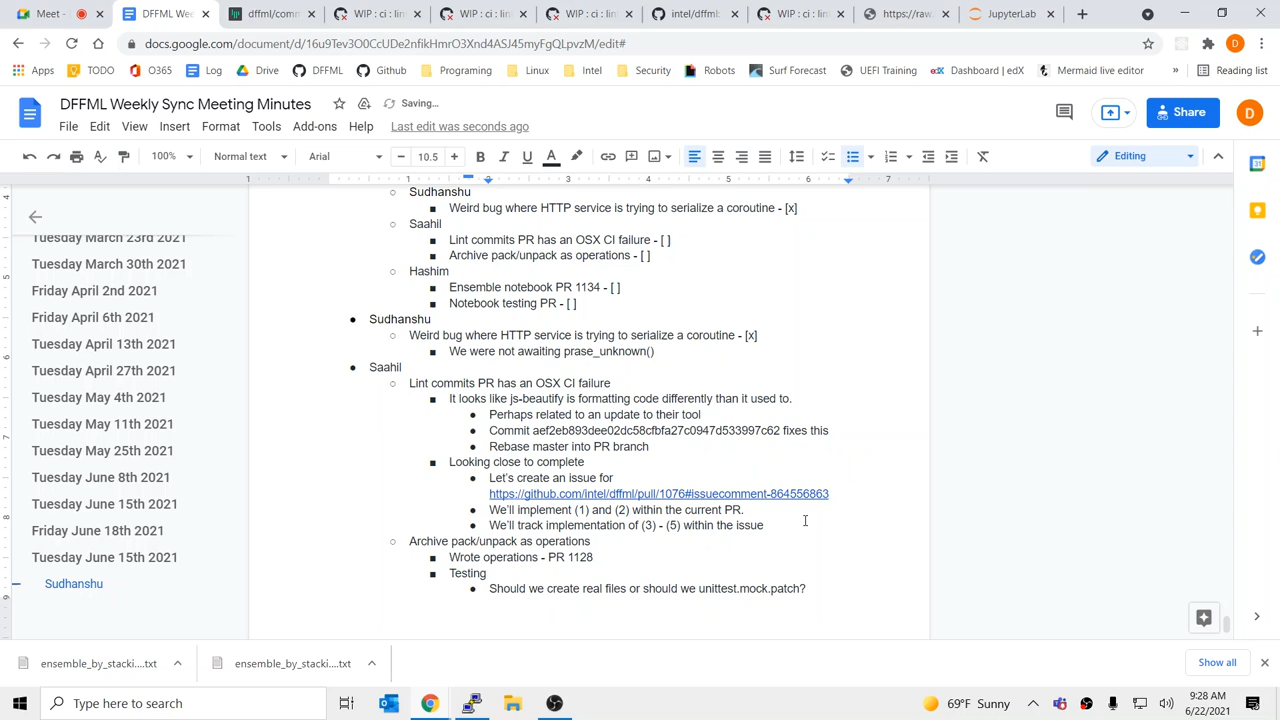 Meet -
DFFML Wee
dffml/com
WIP : ci : lin
WIP : ci : lin
WIP : ci : lin
intel/dffm
WIP : ci : lin
https://raw
JupyterLab
docs.google.com/document/d/16u9Tev3O0CcUDe2nfikHmrO3XnJ4ASJ45myFgQLpvzM/edit#
Apps
TODO
O365
Log
Drive
DFFML
Github
Programing
Linux
Intel
Security
Robots
Surf Forecast
UEFI Training
Dashboard | edX
Mermaid live editor
»
Reading list
DFFML Weekly Sync Meeting Minutes
Saving...
File Edit View Insert Format Tools Add-ons Help Last edit was seconds ago
Share
D
100% Normal text Arial 10.5 Editing
1 1 2 3 4 5 6 7
Tuesday March 23rd 2021
Tuesday March 30th 2021
Friday April 2nd 2021
Friday April 6th 2021
Tuesday April 13th 2021
Tuesday April 27th 2021
Tuesday May 4th 2021
Tuesday May 11th 2021
Tuesday May 25th 2021
Tuesday June 8th 2021
Tuesday June 15th 2021
Friday June 18th 2021
Tuesday June 15th 2021
Sudhanshu
Sudhanshu
Weird bug where HTTP service is trying to serialize a coroutine - [x]
Saahil
Lint commits PR has an OSX CI failure - [ ]
Archive pack/unpack as operations - [ ]
Hashim
Ensemble notebook PR 1134 - [ ]
Notebook testing PR - [ ]
Sudhanshu
Weird bug where HTTP service is trying to serialize a coroutine - [x]
We were not awaiting prase_unknown()
Saahil
Lint commits PR has an OSX CI failure
It looks like js-beautify is formatting code differently than it used to.
Perhaps related to an update to their tool
Commit aef2eb893dee02dc58cfbfa27c0947d533997c62 fixes this
Rebase master into PR branch
Looking close to complete
Let's create an issue for
https://github.com/intel/dffml/pull/1076#issuecomment-864556863
We'll implement (1) and (2) within the current PR.
We'll track implementation of (3) - (5) within the issue
Archive pack/unpack as operations
Wrote operations - PR 1128
Testing
Should we create real files or should we unittest.mock.patch?
ensemble_by_stacki....txt
ensemble_by_stacki....txt
Show all
Type here to search
69°F Sunny
9:28 AM
6/22/2021